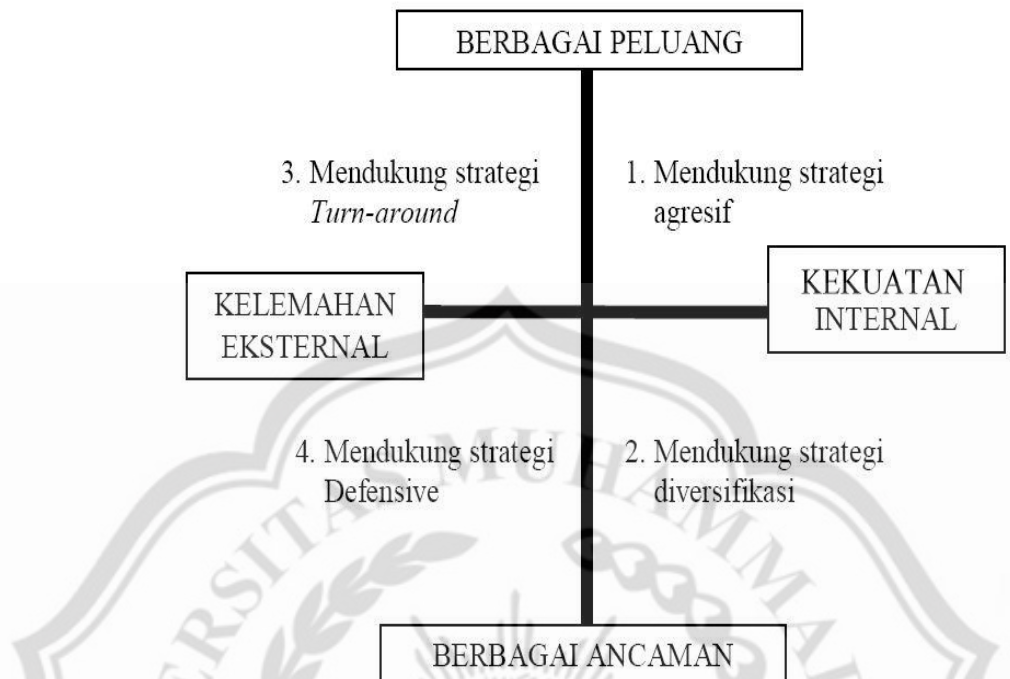 BERBAGAI PELUANG
3. Mendukung strategi
Turn-around
1. Mendukung strategi
agresif
KELEMAHAN
EKSTERNAL
KEKUATAN
INTERNAL
4. Mendukung strategi
Defensive
2. Mendukung strategi
diversifikasi
BERBAGAI ANCAMAN